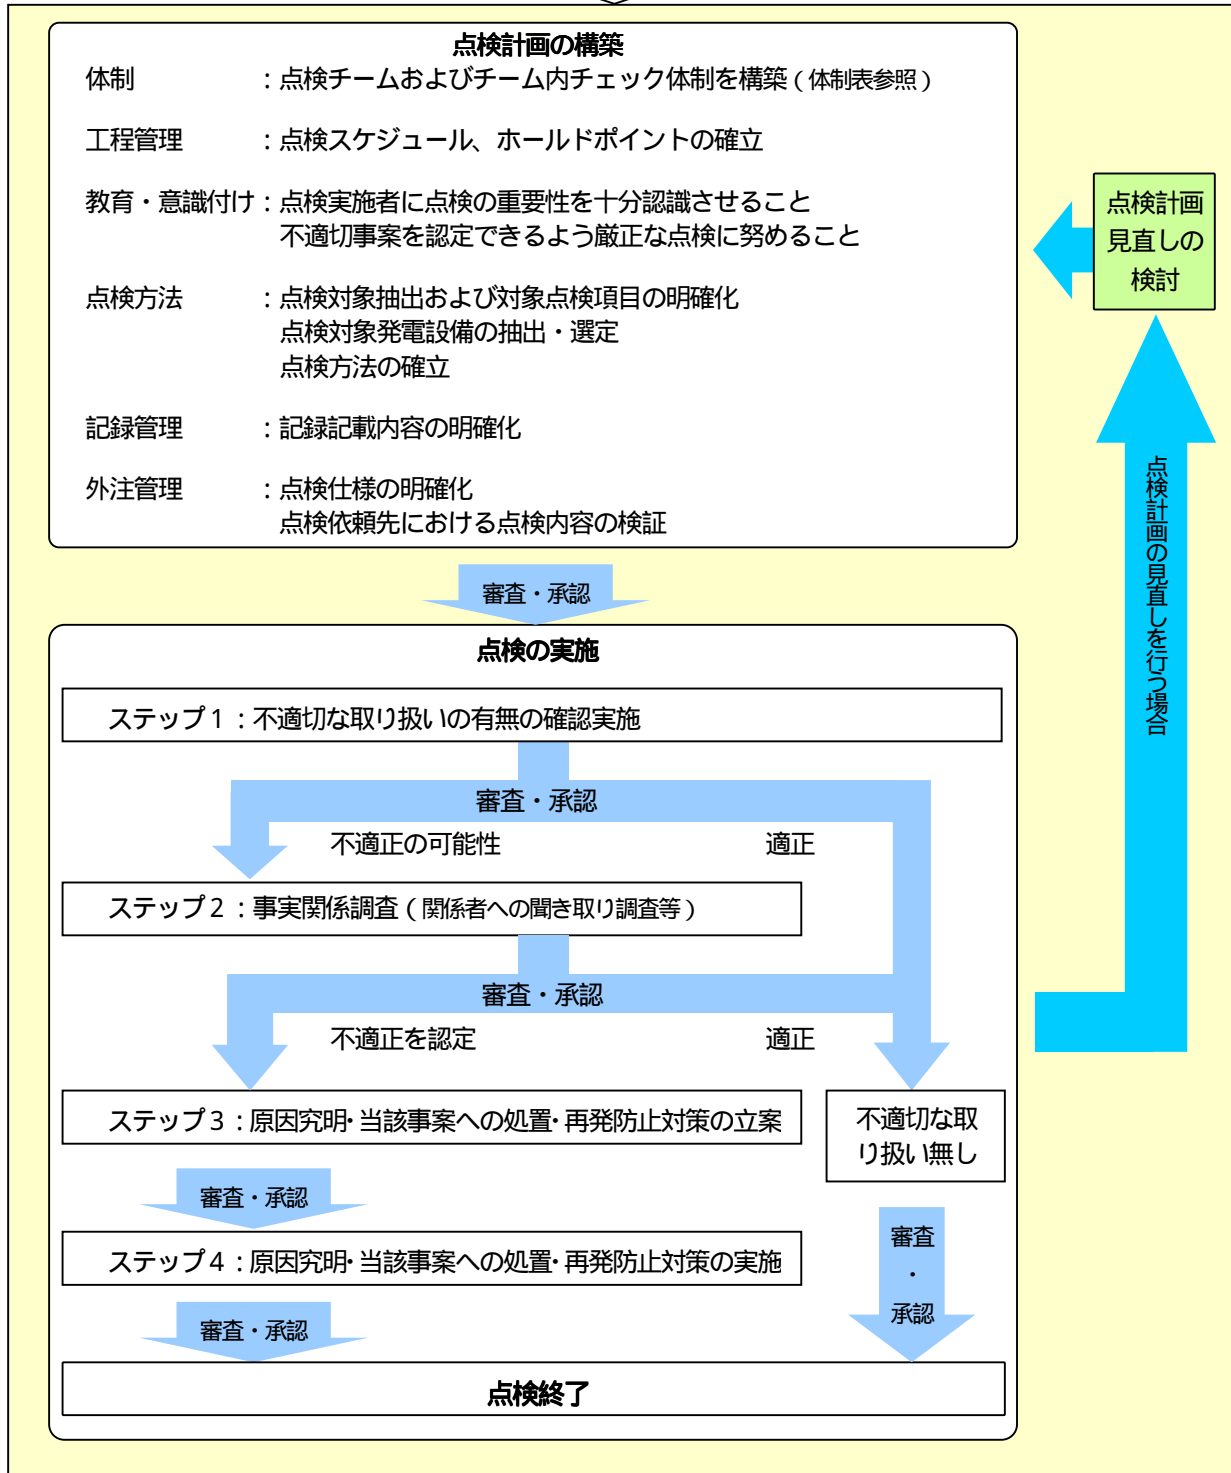 点検計画の構築
体制　　　　：点検チームおよびチーム内チェック体制を構築（体制表参照）
工程管理　　：点検スケジュール、ホールドポイントの確立
教育・意識付け：点検実施者に点検の重要性を十分認識させること
不適切事案を認定できるよう厳正な点検に努めること
点検方法　　：点検対象抽出および対象点検項目の明確化
点検対象発電設備の抽出・選定
点検方法の確立
記録管理　　：記録記載内容の明確化
外注管理　　：点検仕様の明確化
点検依頼先における点検内容の検証
点検計画
見直しの
検討
点検計画の見直しを行う場合
審査・承認
点検の実施
ステップ1：不適切な取り扱いの有無の確認実施
審査・承認
不適正の可能性　　適正
ステップ2：事実関係調査（関係者への聞き取り調査等）
審査・承認
不適正を認定　　適正
ステップ3：原因究明・当該事案への処置・再発防止対策の立案
不適切な取
り扱い無し
審査・承認
ステップ4：原因究明・当該事案への処置・再発防止対策の実施
審査
・
承認
審査・承認
点検終了